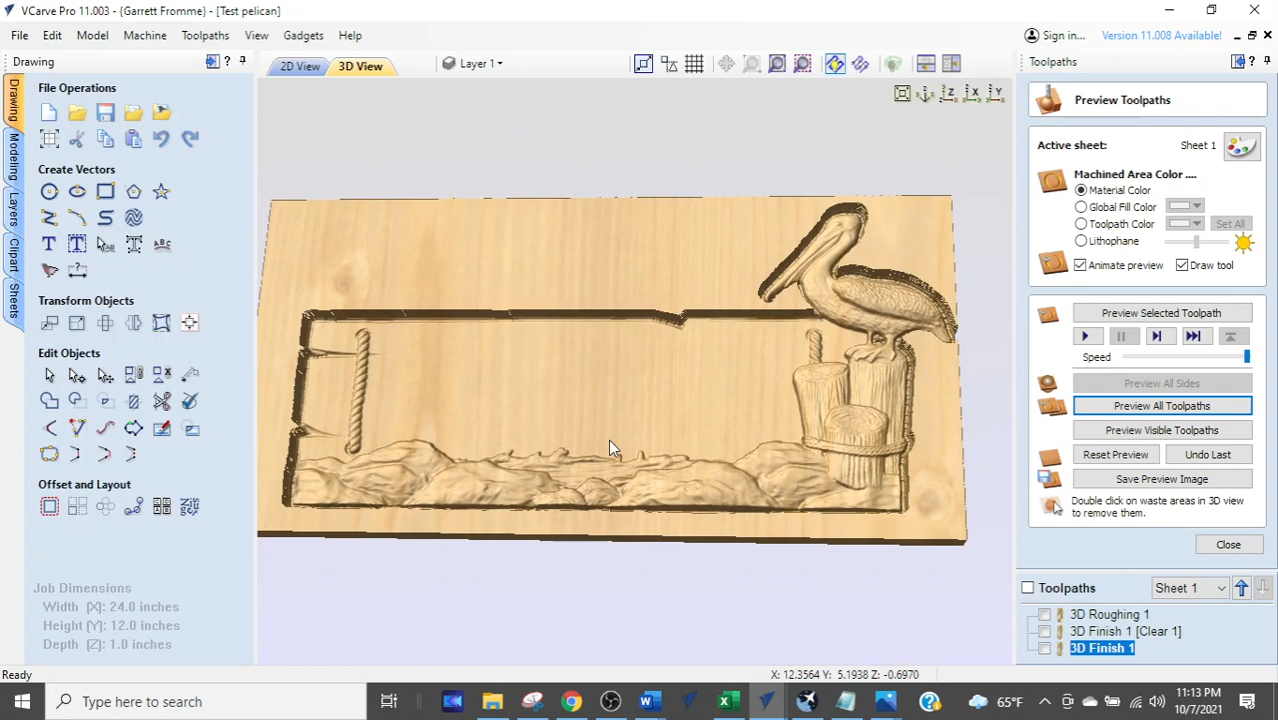 VCarve Pro 11.003 - {Garrett Fromme} - [Test pelican]
File Edit Model Machine Toolpaths View Gadgets Help
Sign in... Version 11.008 Available!
Drawing
2D View 3D View Layer 1
Toolpaths
Drawing
Modeling
Layers
Clipart
Sheets
File Operations
Create Vectors
Transform Objects
Edit Objects
Offset and Layout
Job Dimensions
Width (X): 24.0 inches
Height (Y): 12.0 inches
Depth (Z): 1.0 inches
Z X Y
Preview Toolpaths
Active sheet: Sheet 1
Machined Area Color ....
Material Color
Global Fill Color
Toolpath Color Set All
Lithophane
Animate preview Draw tool
Preview Selected Toolpath
Speed
Preview All Sides
Preview All Toolpaths
Preview Visible Toolpaths
Reset Preview Undo Last
Save Preview Image
Double click on waste areas in 3D view
to remove them.
Close
Toolpaths Sheet 1
3D Roughing 1
3D Finish 1 [Clear 1]
3D Finish 1
Ready X: 12.3564 Y: 5.1938 Z: -0.6970
Type here to search
65°F
11:13 PM
10/7/2021